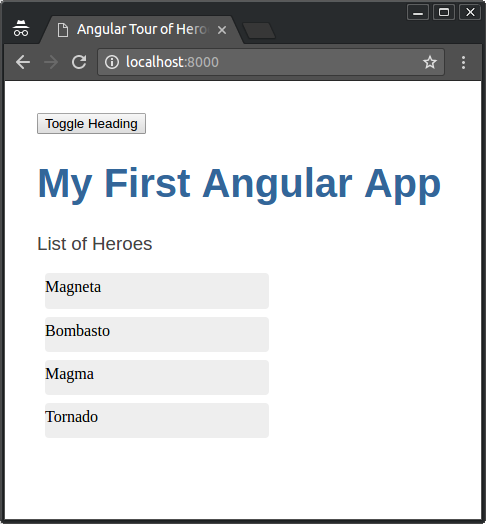 Angular Tour of Hero
localhost:8000
Toggle Heading
My First Angular App
List of Heroes
Magneta
Bombasto
Magma
Tornado